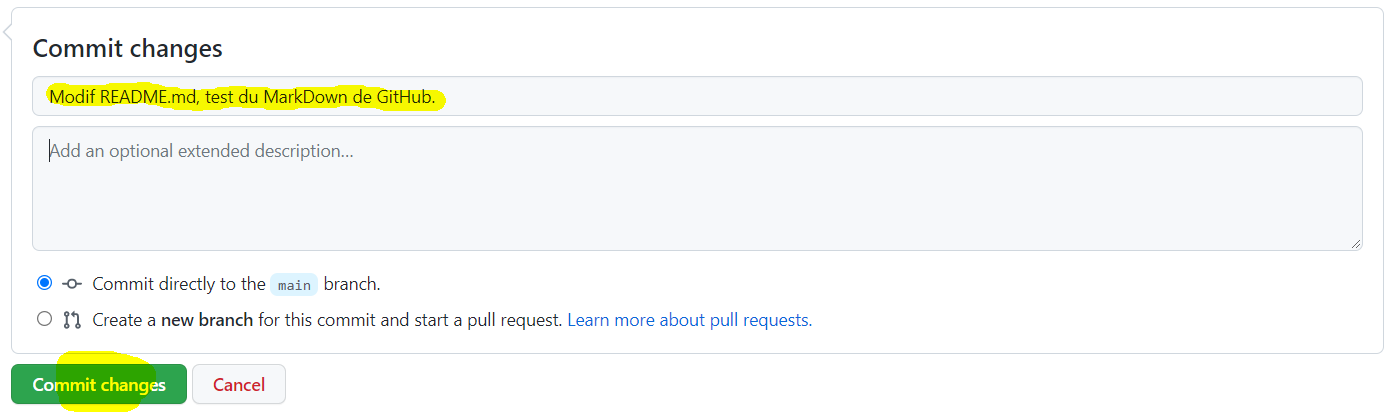 Commit changes
Modif README.md, test du MarkDown de GitHub.
Add an optional extended description...
Commit directly to the main branch.
Create a new branch for this commit and start a pull request. Learn more about pull requests.
Commit changes Cancel